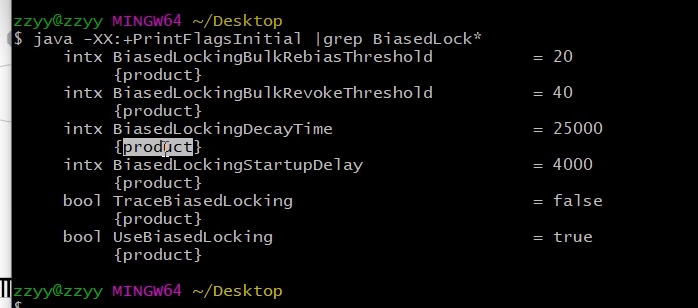 zzyy@zzyy MINGW64 ~/Desktop
$ java -XX:+PrintFlagsInitial |grep BiasedLock*
intx BiasedLockingBulkRebiasThreshold = 20
{product}
intx BiasedLockingBulkRevokeThreshold = 40
{product}
intx BiasedLockingDecayTime = 25000
{product}
intx BiasedLockingStartupDelay = 4000
{product}
bool TraceBiasedLocking = false
{product}
bool UseBiasedLocking = true
{product}
zzyy@zzyy MINGW64 ~/Desktop
$